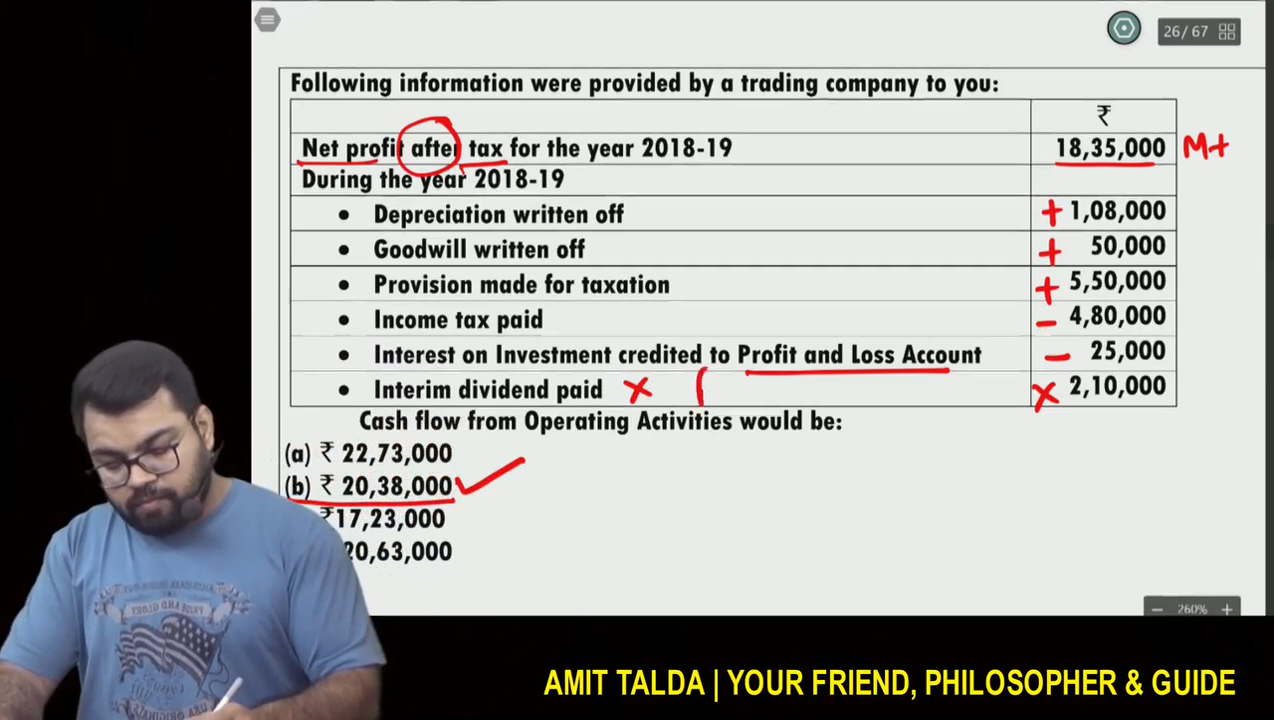 26/67
Following information were provided by a trading company to you:
₹
Net profit after tax for the year 2018-19 18,35,000 M+
During the year 2018-19
• Depreciation written off + 1,08,000
• Goodwill written off + 50,000
• Provision made for taxation + 5,50,000
• Income tax paid - 4,80,000
• Interest on Investment credited to Profit and Loss Account - 25,000
• Interim dividend paid x x 2,10,000
Cash flow from Operating Activities would be:
(a) ₹ 22,73,000
(b) ₹ 20,38,000
₹17,23,000
20,63,000
- 260% +
AMIT TALDA | YOUR FRIEND, PHILOSOPHER & GUIDE